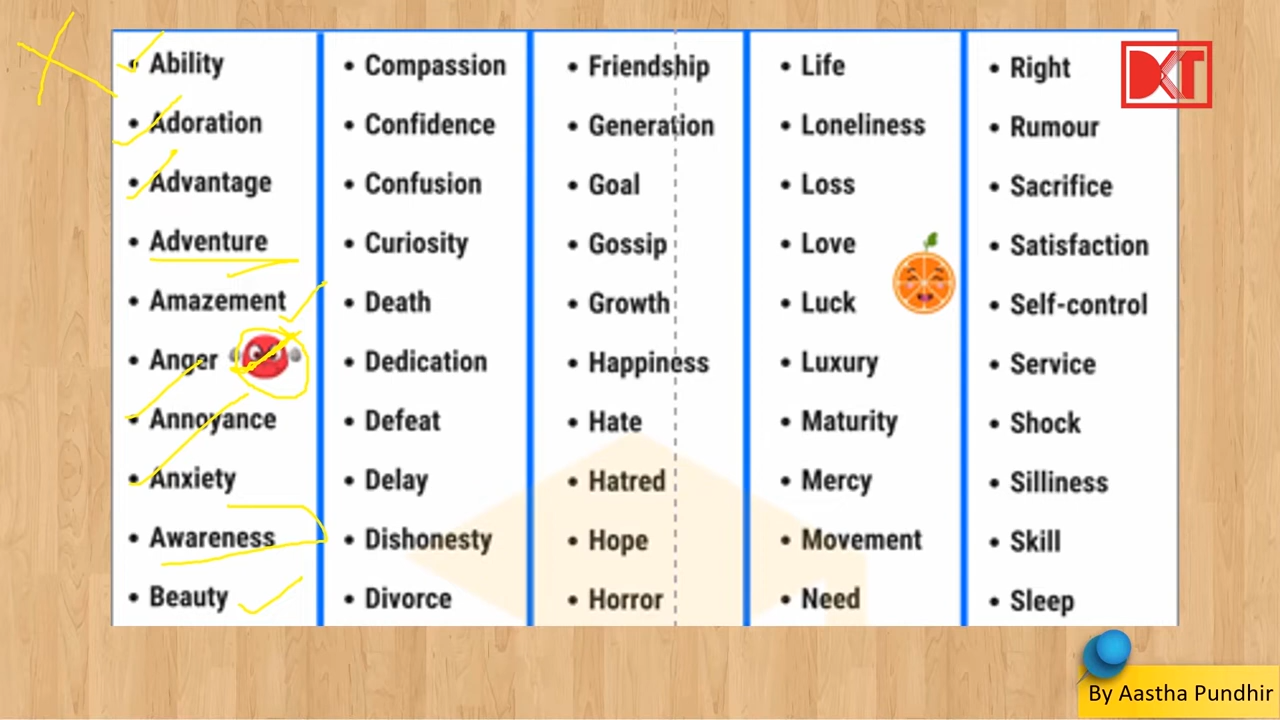 • Ability
• Adoration
• Advantage
• Adventure
• Amazement
• Anger
• Annoyance
• Anxiety
• Awareness
• Beauty
• Compassion
• Confidence
• Confusion
• Curiosity
• Death
• Dedication
• Defeat
• Delay
• Dishonesty
• Divorce
• Friendship
• Generation
• Goal
• Gossip
• Growth
• Happiness
• Hate
• Hatred
• Hope
• Horror
• Life
• Loneliness
• Loss
• Love
• Luck
• Luxury
• Maturity
• Mercy
• Movement
• Need
• Right
• Rumour
• Sacrifice
• Satisfaction
• Self-control
• Service
• Shock
• Silliness
• Skill
• Sleep
DKT
By Aastha Pundhir